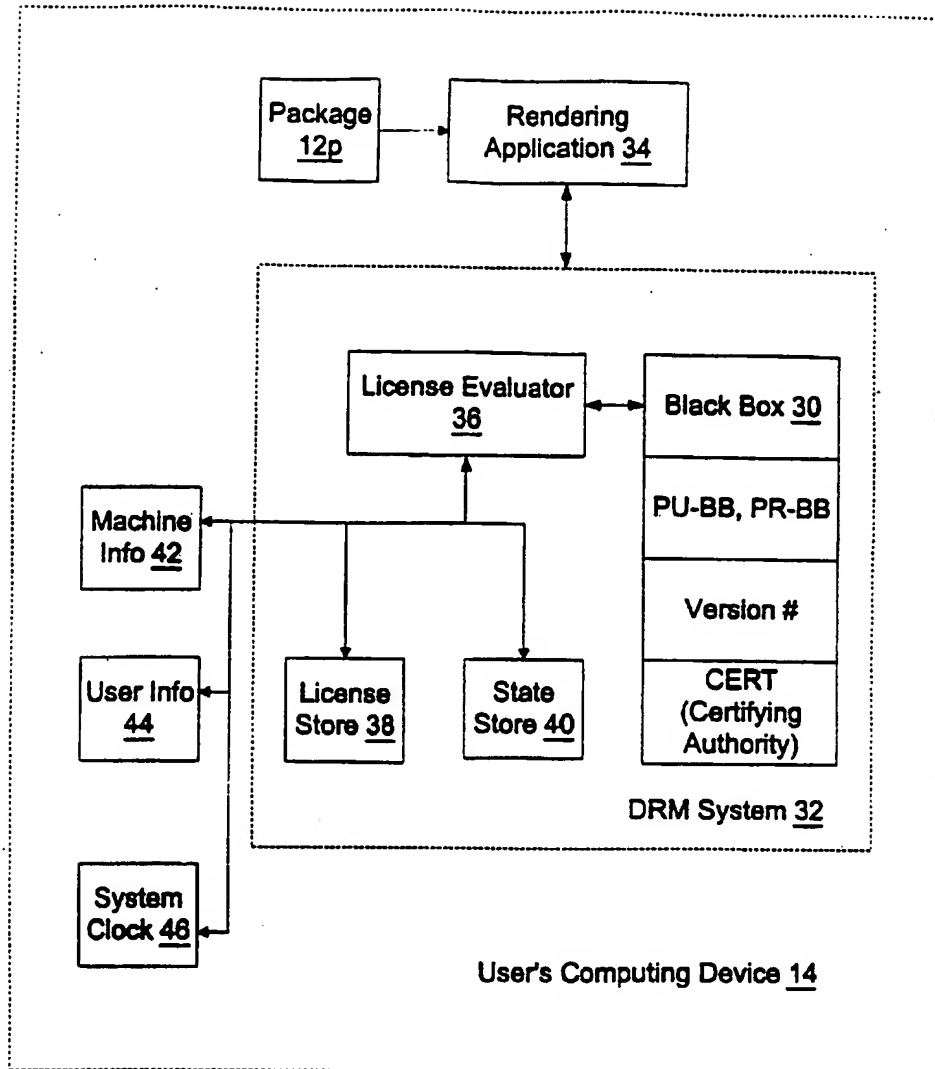 Package
12p
Rendering
Application 34
License Evaluator
36
Black Box 30
PU-BB, PR-BB
Version #
CERT
(Certifying
Authority)
Machine
Info 42
User Info
44
License
Store 38
State
Store 40
DRM System 32
System
Clock 46
User's Computing Device 14